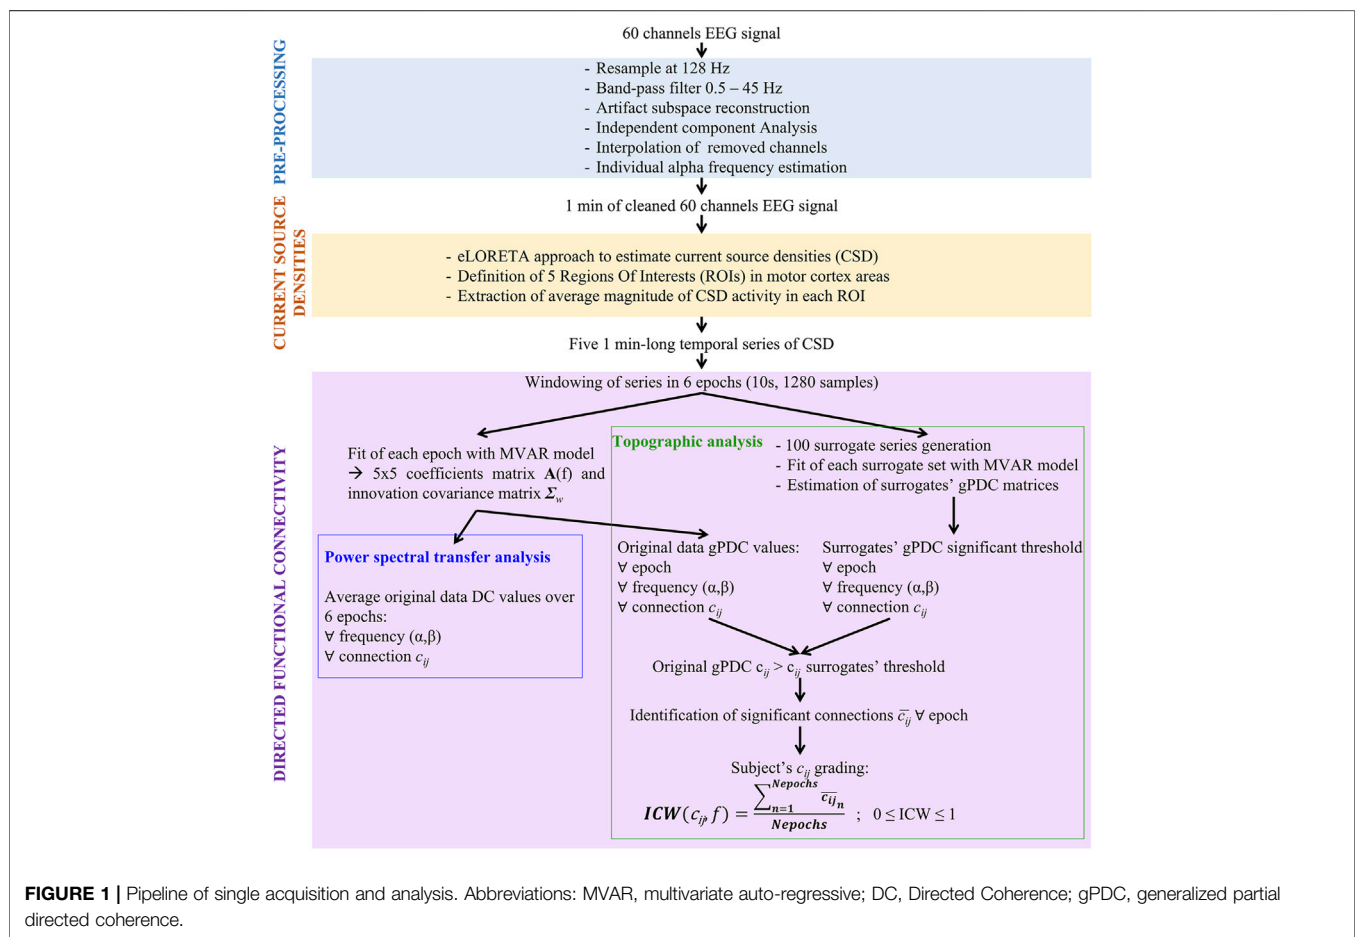 60 channels EEG signal
PRE-PROCESSING
- Resample at 128 Hz
- Band-pass filter 0.5 – 45 Hz
- Artifact subspace reconstruction
- Independent component Analysis
- Interpolation of removed channels
- Individual alpha frequency estimation
1 min of cleaned 60 channels EEG signal
CURRENT SOURCE
DENSITIES
- eLORETA approach to estimate current source densities (CSD)
- Definition of 5 Regions Of Interests (ROIs) in motor cortex areas
- Extraction of average magnitude of CSD activity in each ROI
Five 1 min-long temporal series of CSD
DIRECTED FUNCTIONAL CONNECTIVITY
Windowing of series in 6 epochs (10s, 1280 samples)
Fit of each epoch with MVAR model
→ 5x5 coefficients matrix A(f) and
innovation covariance matrix Σw
Topographic analysis
- 100 surrogate series generation
- Fit of each surrogate set with MVAR model
- Estimation of surrogates' gPDC matrices
Power spectral transfer analysis
Average original data DC values over
6 epochs:
∀ frequency (α,β)
∀ connection cij
Original data gPDC values:
∀ epoch
∀ frequency (α,β)
∀ connection cij
Surrogates' gPDC significant threshold
∀ epoch
∀ frequency (α,β)
∀ connection cij
Original gPDC cij > cij surrogates' threshold
Identification of significant connections c̅ij ∀ epoch
Subject's cij grading:
ICW(cij,f) = ∑n=1^Nepochs c̅ijn / Nepochs ; 0 ≤ ICW ≤ 1
FIGURE 1 | Pipeline of single acquisition and analysis. Abbreviations: MVAR, multivariate auto-regressive; DC, Directed Coherence; gPDC, generalized partial
directed coherence.